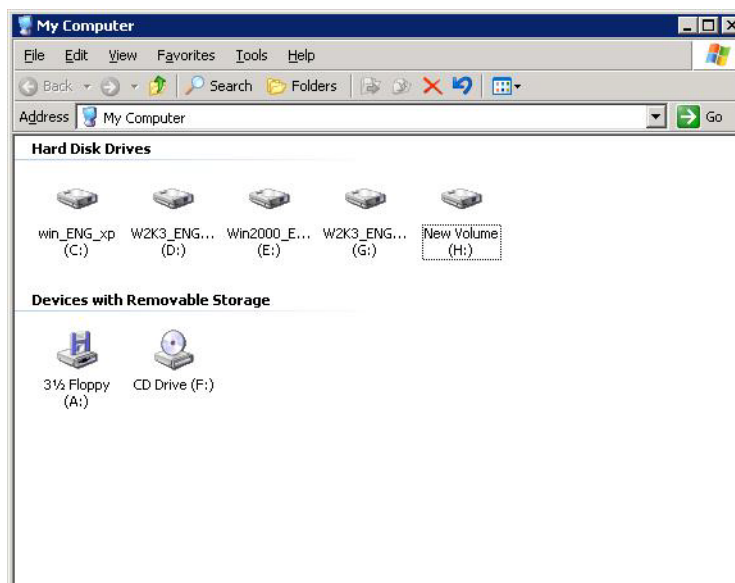 My Computer
File Edit View Favorites Tools Help
Back Search Folders
Address My Computer Go
Hard Disk Drives
win_ENG_xp (C:)
W2K3_ENG... (D:)
Win2000_E... (E:)
W2K3_ENG... (G:)
New Volume (H:)
Devices with Removable Storage
3½ Floppy (A:)
CD Drive (F:)